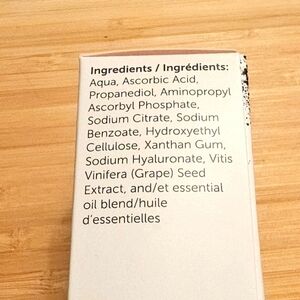 Ingredients / Ingrédients:
Aqua, Ascorbic Acid,
Propanediol, Aminopropyl
Ascorbyl Phosphate,
Sodium Citrate, Sodium
Benzoate, Hydroxyethyl
Cellulose, Xanthan Gum,
Sodium Hyaluronate, Vitis
Vinifera (Grape) Seed
Extract, and/et essential
oil blend/huile
d'essentielles